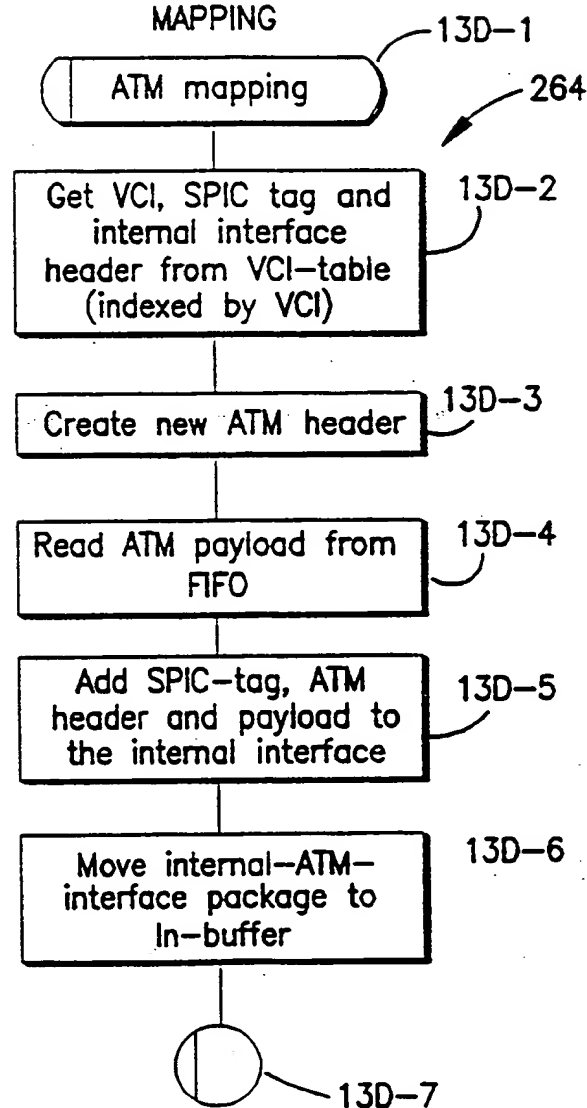 MAPPING
13D-1
ATM mapping
264
Get VCI, SPIC tag and
internal interface
header from VCI-table
(indexed by VCI)
13D-2
Create new ATM header
13D-3
Read ATM payload from
FIFO
13D-4
Add SPIC-tag, ATM
header and payload to
the internal interface
13D-5
Move internal-ATM-
interface package to
In-buffer
13D-6
13D-7